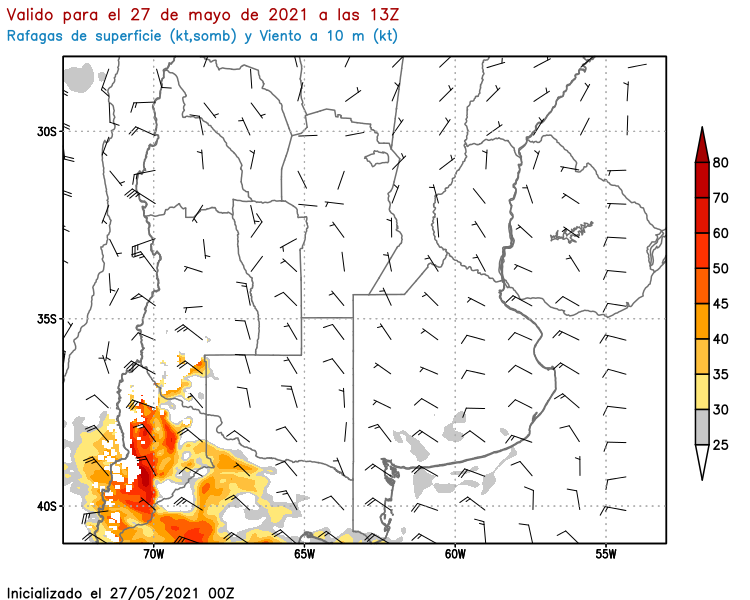 Valido para el 27 de mayo de 2021 a las 13Z
Rafagas de superficie (kt,somb) y Viento a 10 m (kt)
30S
35S
40S
70W 65W 60W 55W
80
70
60
50
45
40
35
30
25
Inicializado el 27/05/2021 00Z